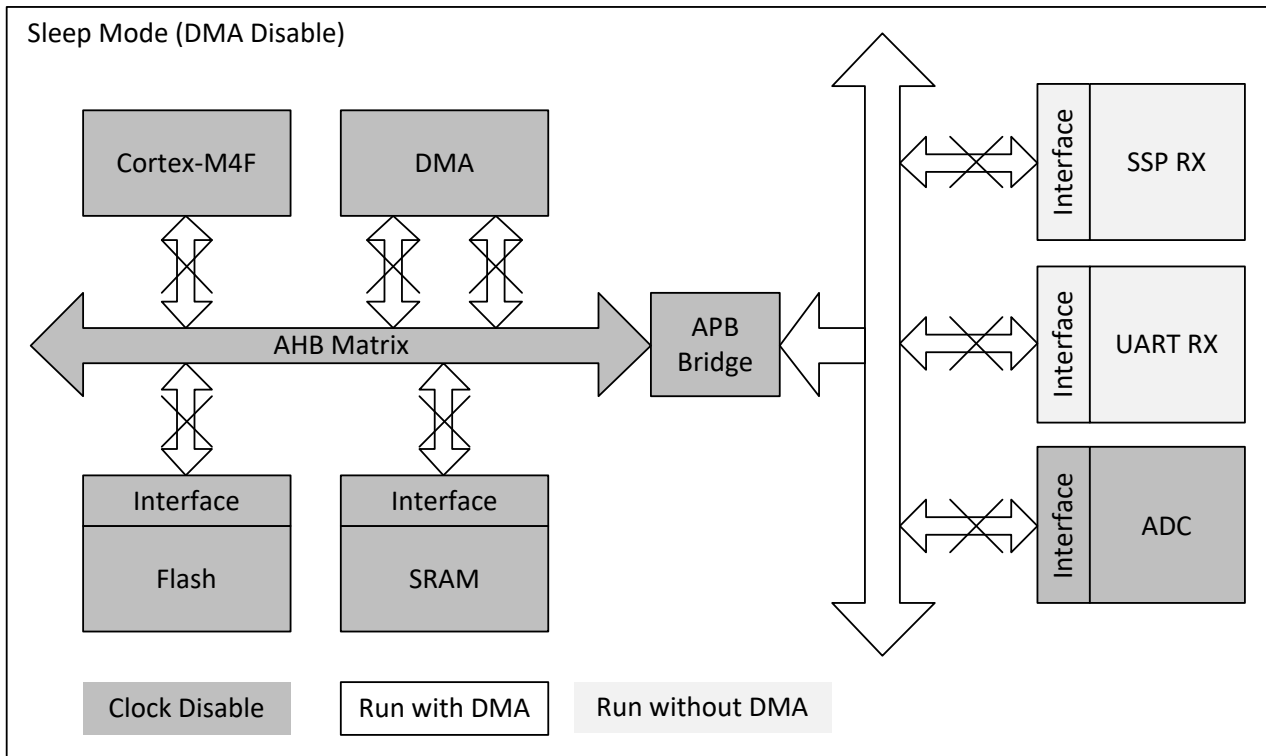 Sleep Mode (DMA Disable)
Cortex-M4F
DMA
AHB Matrix
APB
Bridge
Interface
Flash
Interface
SRAM
Interface
SSP RX
Interface
UART RX
Interface
ADC
Clock Disable
Run with DMA
Run without DMA